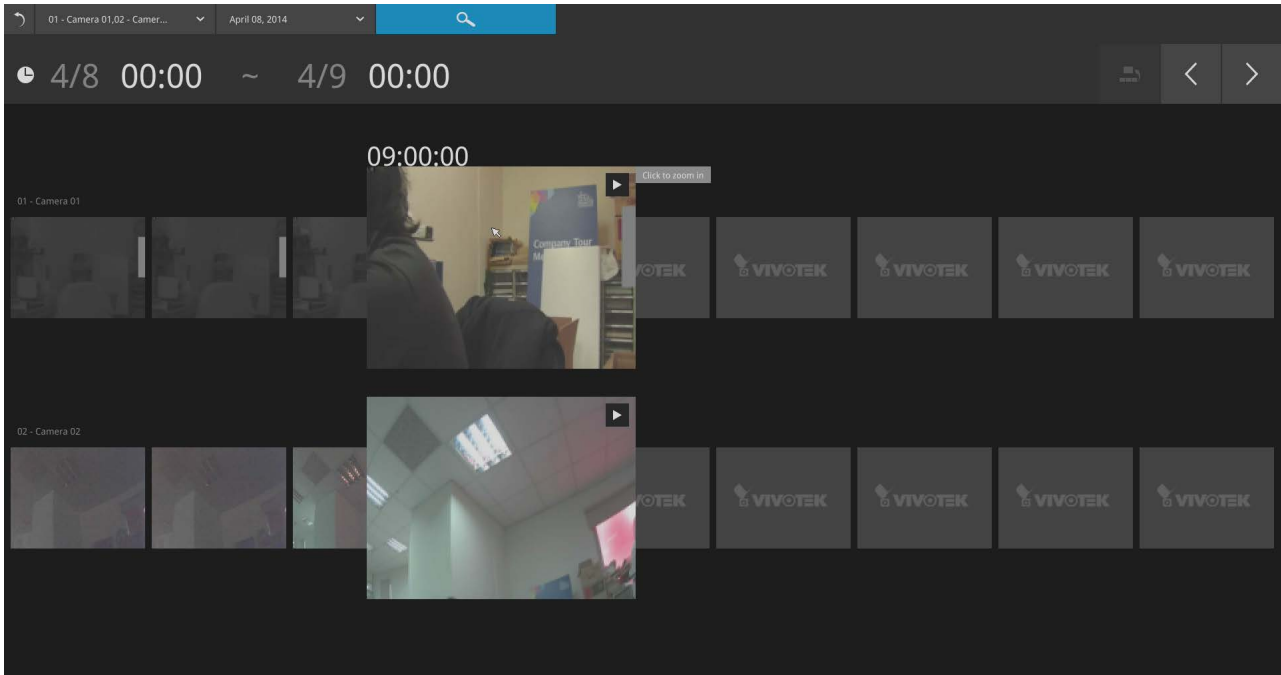 01 - Camera 01,02 - Camer... April 08, 2014
4/8 00:00 ~ 4/9 00:00
09:00:00
Click to zoom in
01 - Camera 01
Company Tour
VOTEK VIVOTEK VIVOTEK VIVOTEK VIVOTEK
02 - Camera 02
VOTEK VIVOTEK VIVOTEK VIVOTEK VIVOTEK